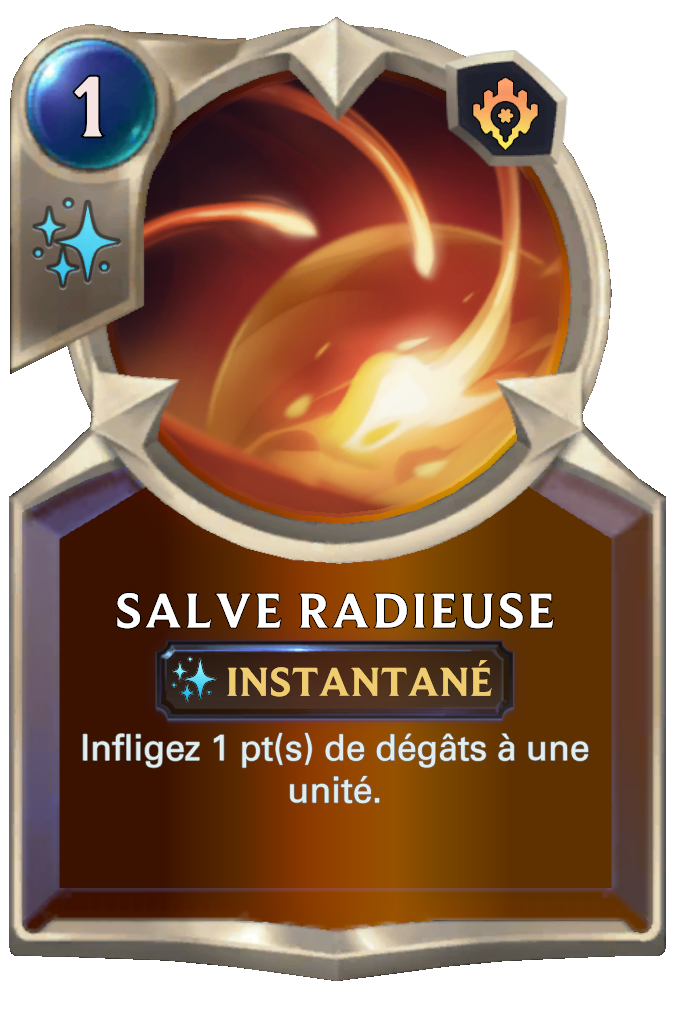 1
SALVE RADIEUSE
INSTANTANÉ
Infligez 1 pt(s) de dégâts à une
unité.